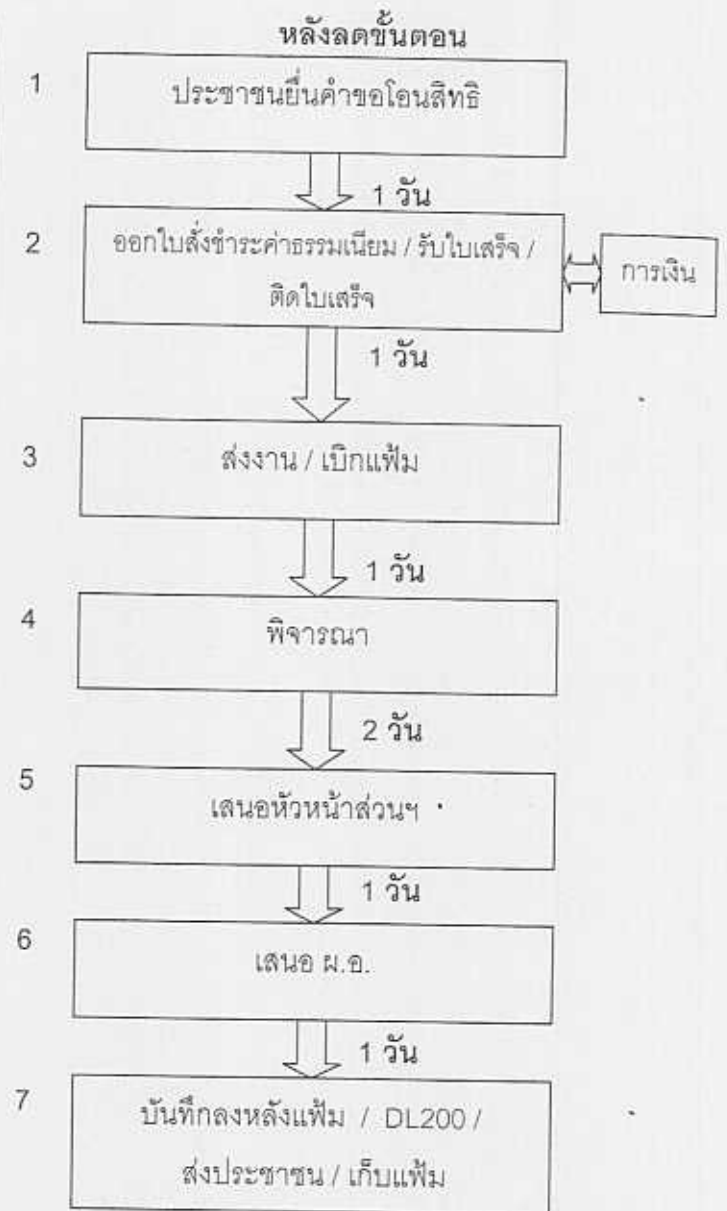 หลังลดขั้นตอน
1
ประชาชนยื่นคำขอโอนสิทธิ
1 วัน
2
ออกใบสั่งชำระค่าธรรมเนียม / รับใบเสร็จ /
ติดใบเสร็จ
การเงิน
1 วัน
3
ส่งงาน / เบิกแฟ้ม
1 วัน
4
พิจารณา
2 วัน
5
เสนอหัวหน้าส่วนฯ
1 วัน
6
เสนอ ผ.อ.
1 วัน
7
บันทึกลงหลังแฟ้ม / DL200 /
ส่งประชาชน / เก็บแฟ้ม